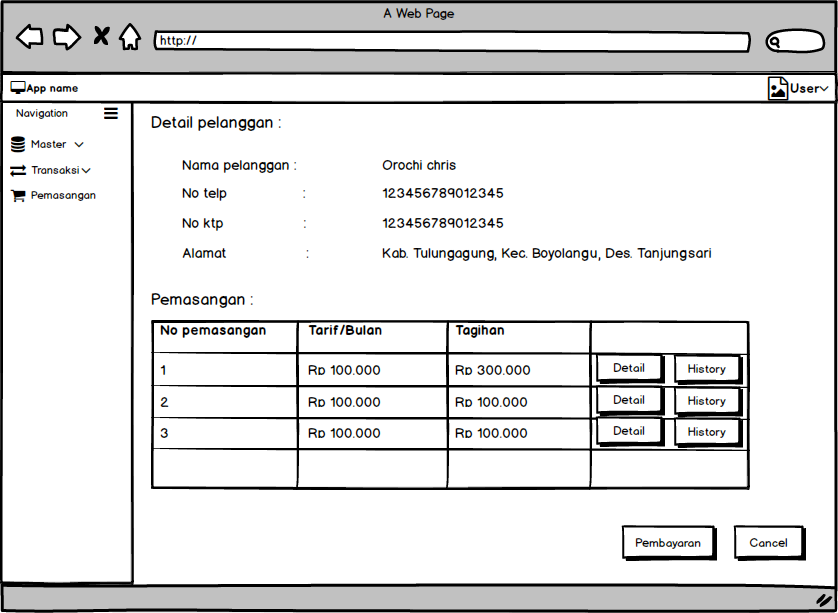 A Web Page
http://
App name
User
Navigation
Master
Transaksi
Pemasangan
Detail pelanggan :
Nama pelanggan : Orochi chris
No telp : 123456789012345
No ktp : 123456789012345
Alamat : Kab. Tulungagung, Kec. Boyolangu, Des. Tanjungsari
Pemasangan :
No pemasangan Tarif/Bulan Tagihan
1 Rp 100.000 Rp 300.000 Detail History
2 Rp 100.000 Rp 100.000 Detail History
3 Rp 100.000 Rp 100.000 Detail History
Pembayaran Cancel